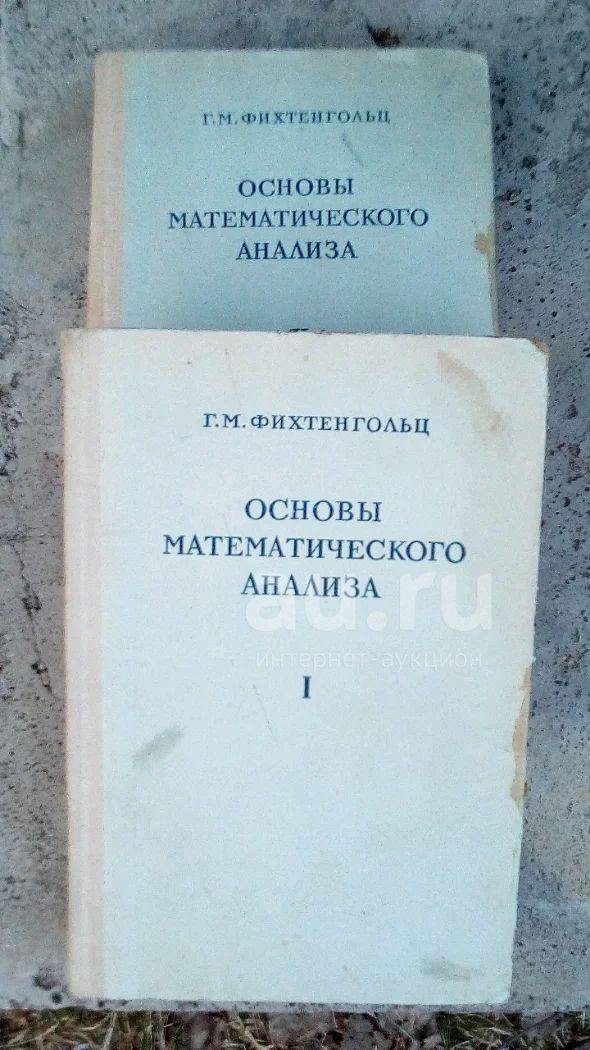 Г.М. ФИХТЕНГОЛЬЦ
ОСНОВЫ
МАТЕМАТИЧЕСКОГО
АНАЛИЗА
Г.М. ФИХТЕНГОЛЬЦ
ОСНОВЫ
МАТЕМАТИЧЕСКОГО
АНАЛИЗА
au.ru
интернет-аукцион
I